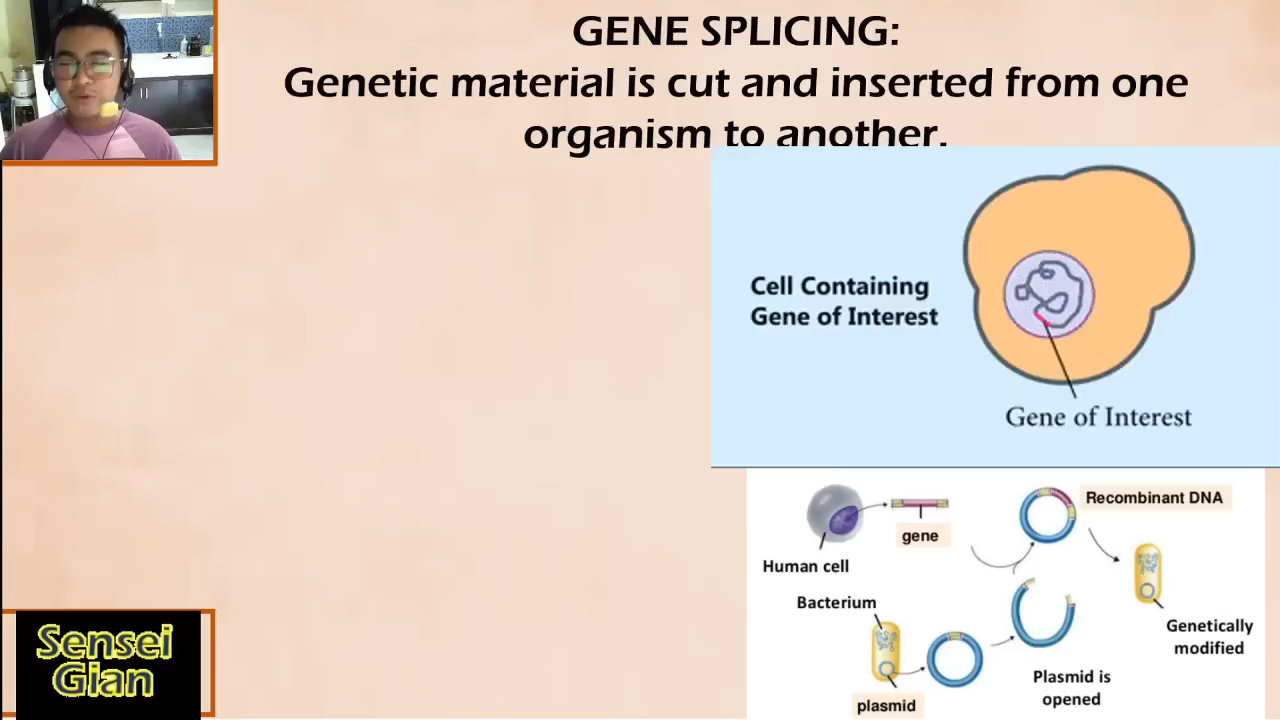 GENE SPLICING:
Genetic material is cut and inserted from one
organism to another.
Cell Containing
Gene of Interest
Gene of Interest
Recombinant DNA
gene
Human cell
Bacterium
Genetically
modified
Plasmid is
opened
plasmid
Sensei
Gian